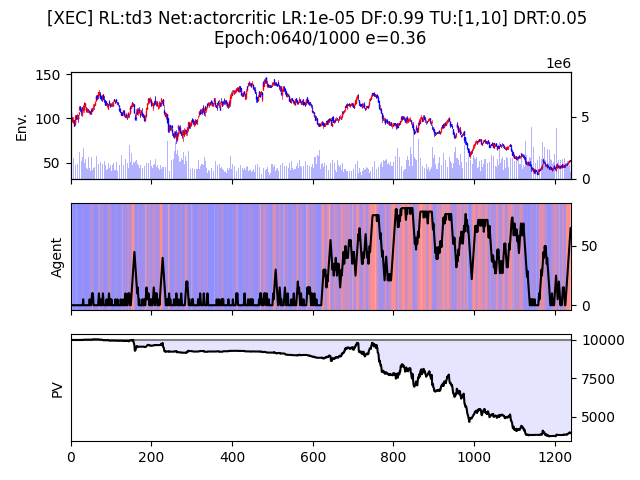 [XEC] RL:td3 Net:actorcritic LR:1e-05 DF:0.99 TU:[1,10] DRT:0.05
Epoch:0640/1000 e=0.36
1e6
150
100
50
Env.
5
0
Agent
50
0
PV
10000
7500
5000
0 200 400 600 800 1000 1200